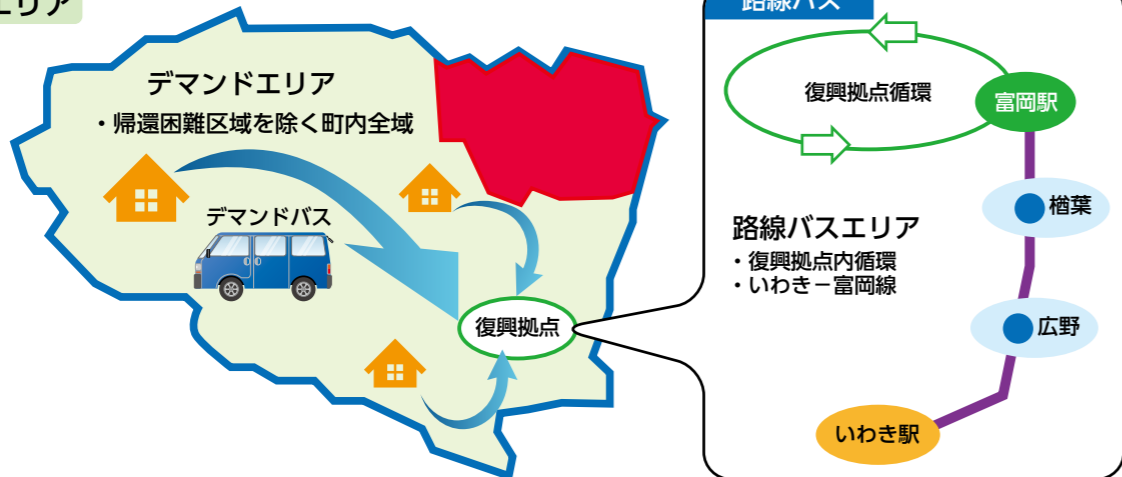 エリア
デマンドエリア
・帰還困難区域を除く町内全域
デマンドバス
復興拠点
路線バス
復興拠点循環
富岡駅
楢葉
路線バスエリア
・復興拠点内循環
・いわき－富岡線
広野
いわき駅